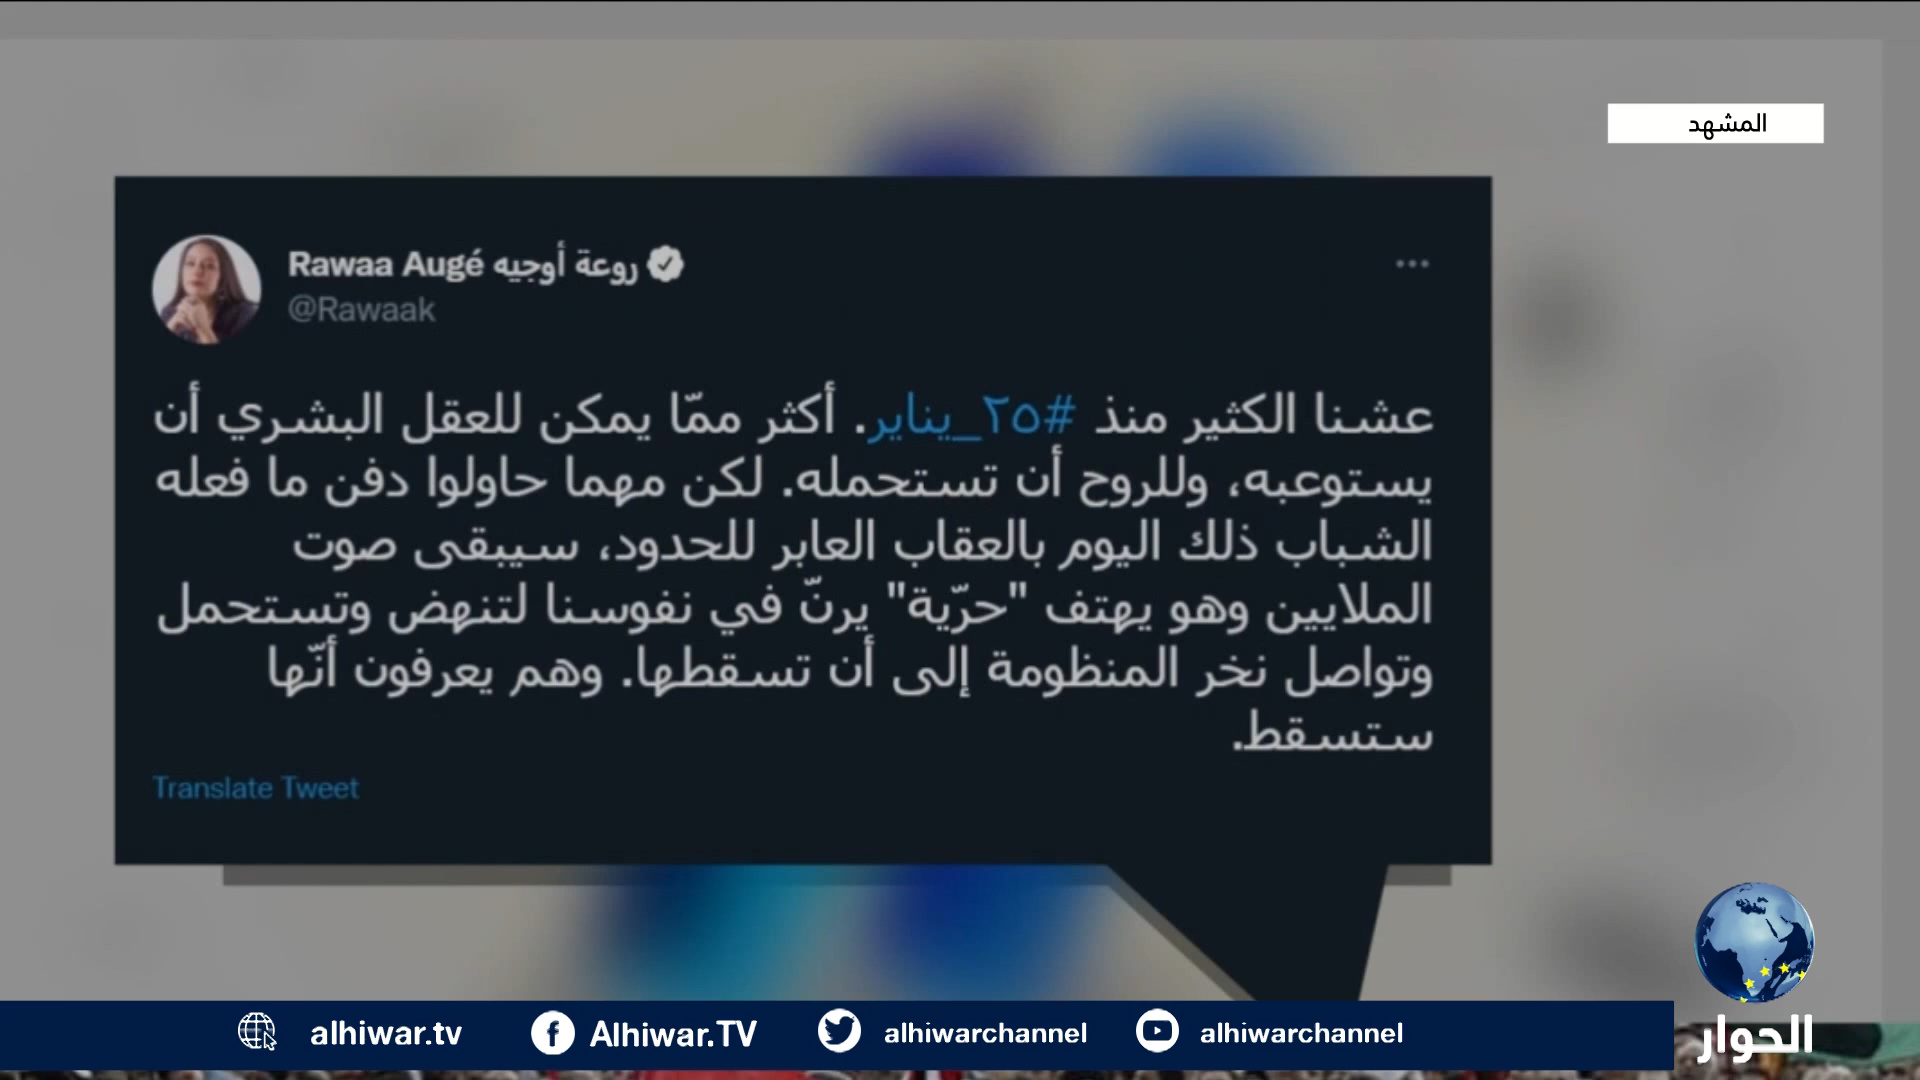 المشهد
Rawaa Augé روعة أوجيه
@Rawaak
عشنا الكثير منذ #٢٥_يناير. أكثر ممّا يمكن للعقل البشري أن
يستوعبه، وللروح أن تستحمله. لكن مهما حاولوا دفن ما فعله
الشباب ذلك اليوم بالعقاب العابر للحدود، سيبقى صوت
الملايين وهو يهتف "حرّية" يرنّ في نفوسنا لتنهض وتستحمل
وتواصل نخر المنظومة إلى أن تسقطها. وهم يعرفون أنّها
ستسقط.
Translate Tweet
alhiwar.tv Alhiwar.TV alhiwarchannel alhiwarchannel
الحوار